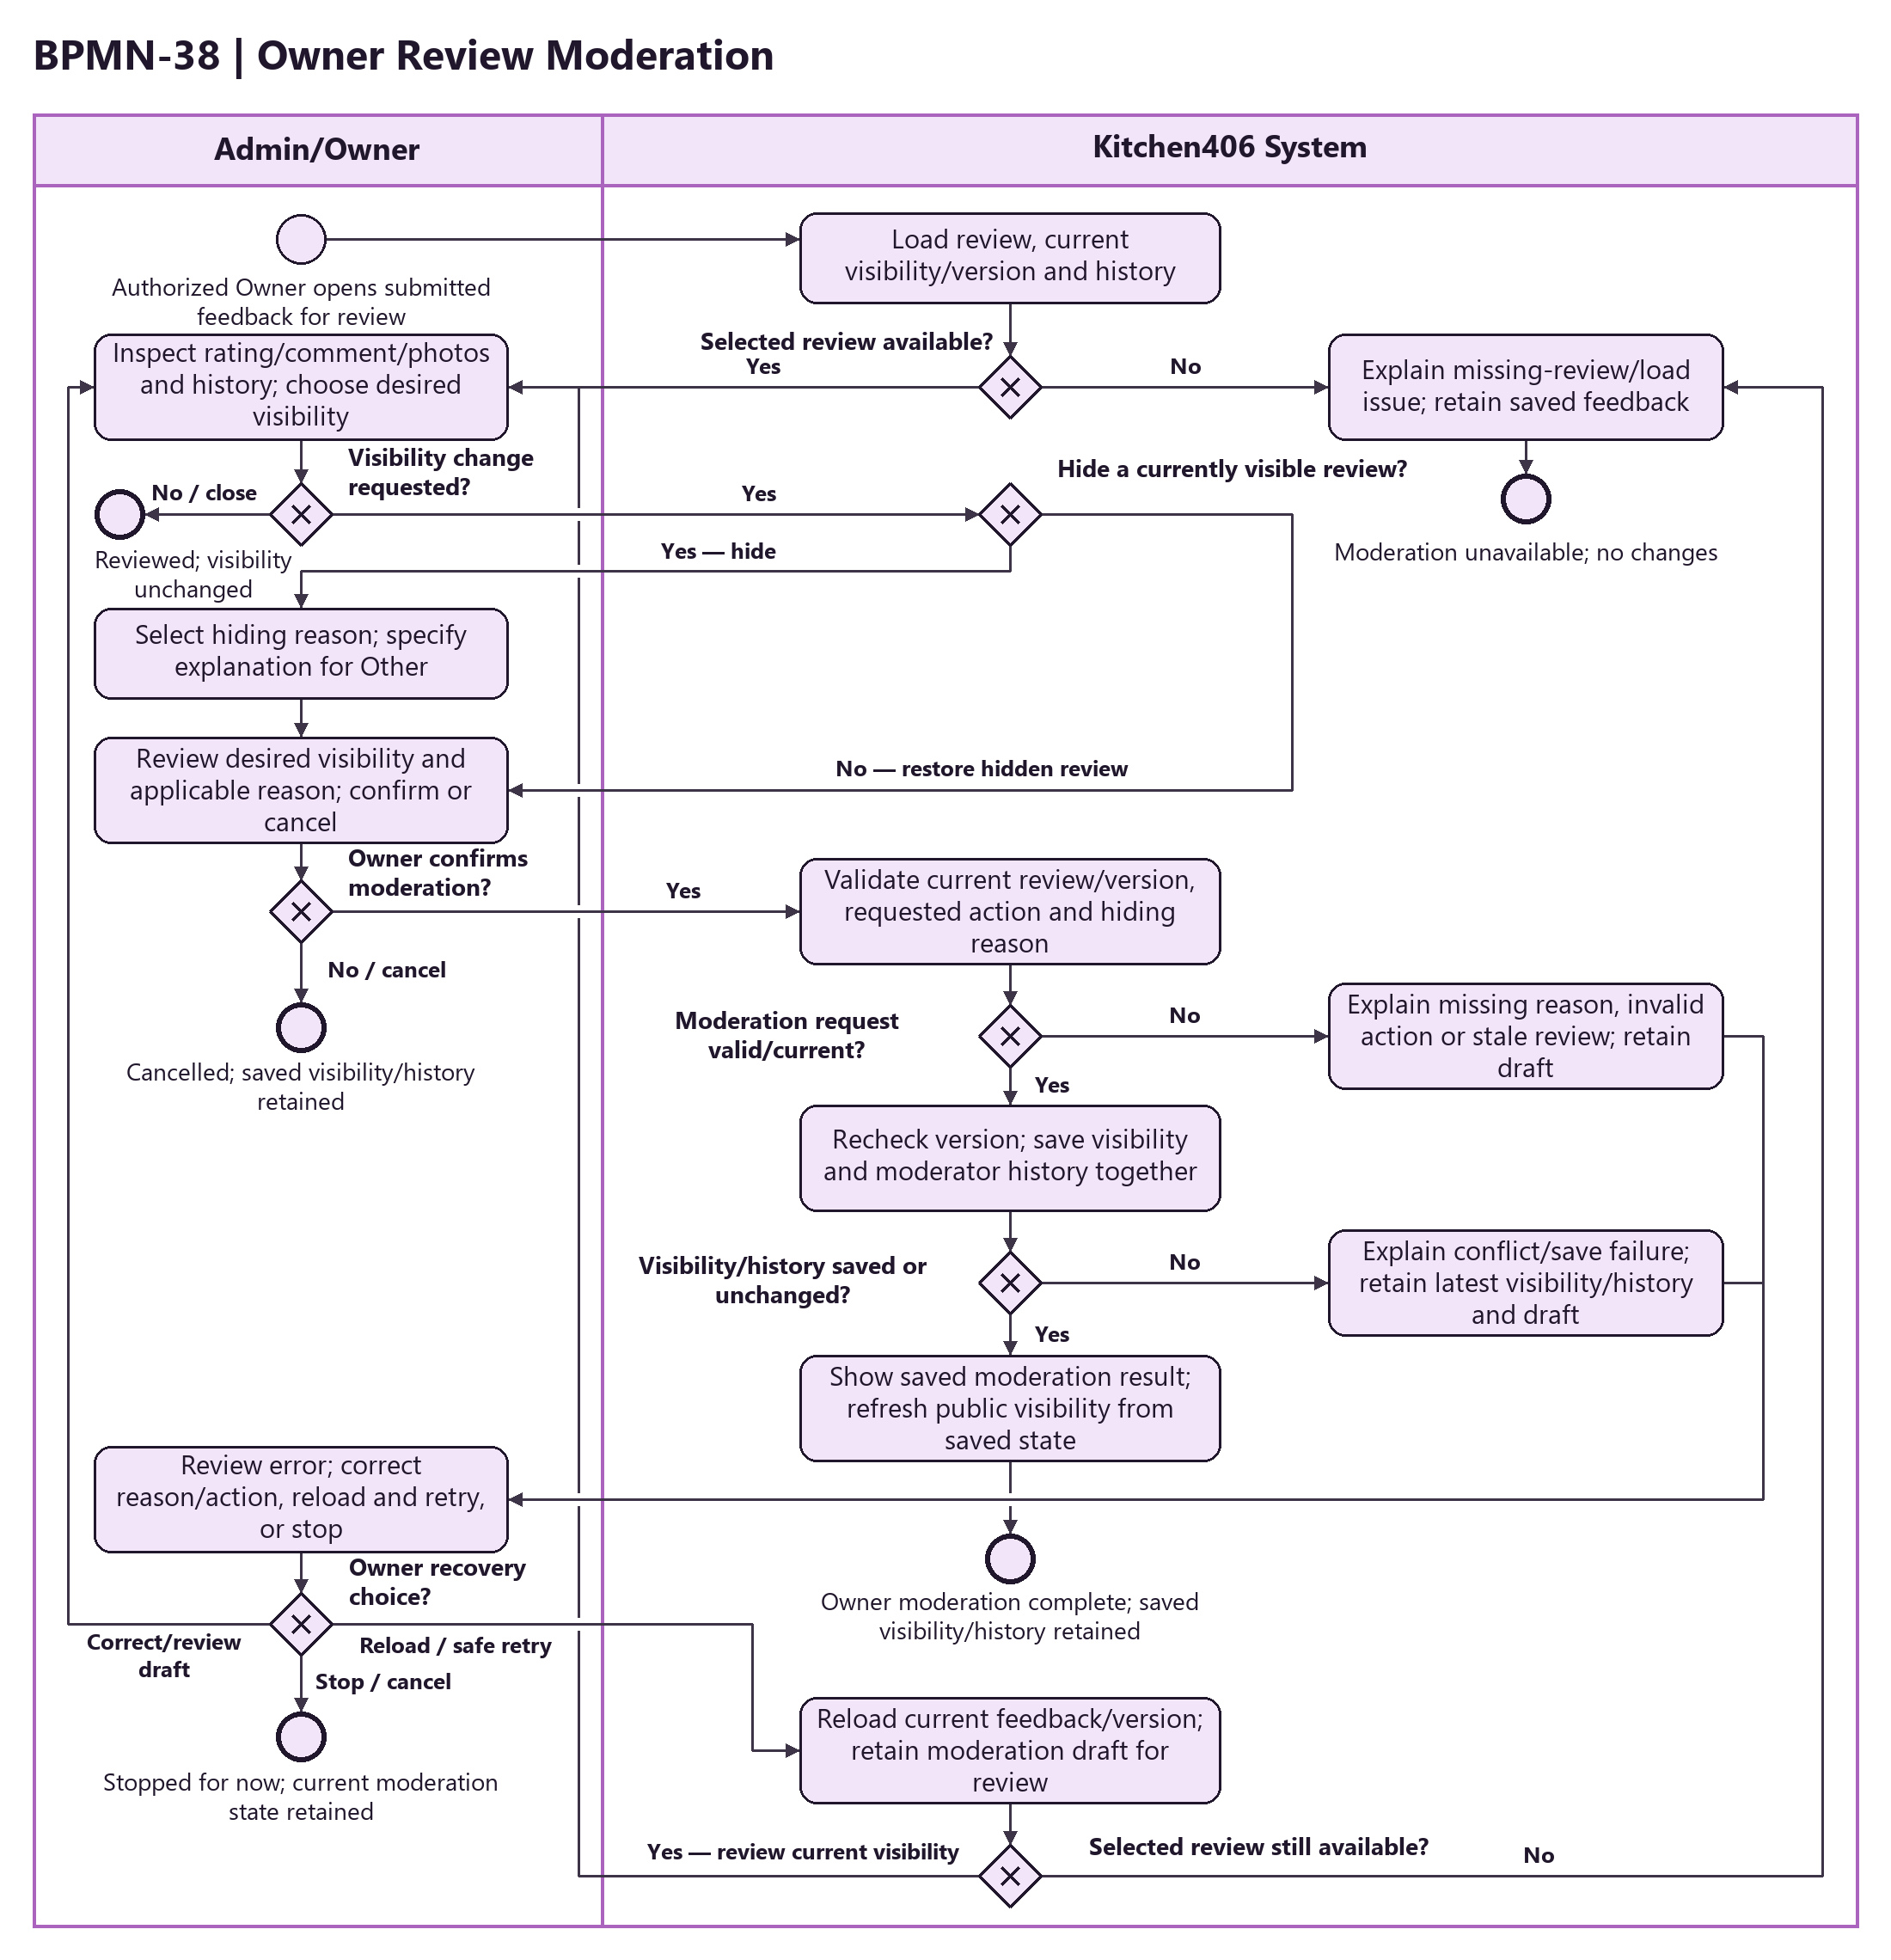 BPMN-38 | Owner Review Moderation
Admin/Owner
Kitchen406 System
Authorized Owner opens submitted
feedback for review
Load review, current
visibility/version and history
Selected review available?
Yes
No
Inspect rating/comment/photos
and history; choose desired
visibility
Explain missing-review/load
issue; retain saved feedback
Visibility change
requested?
No / close
Yes
Hide a currently visible review?
Reviewed; visibility
unchanged
Yes — hide
Moderation unavailable; no changes
Select hiding reason; specify
explanation for Other
Review desired visibility and
applicable reason; confirm or
cancel
No — restore hidden review
Owner confirms
moderation?
Yes
Validate current review/version,
requested action and hiding
reason
No / cancel
Cancelled; saved visibility/history
retained
Moderation request
valid/current?
No
Explain missing reason, invalid
action or stale review; retain
draft
Yes
Recheck version; save visibility
and moderator history together
Visibility/history saved or
unchanged?
No
Explain conflict/save failure;
retain latest visibility/history
and draft
Yes
Show saved moderation result;
refresh public visibility from
saved state
Review error; correct
reason/action, reload and retry,
or stop
Owner recovery
choice?
Owner moderation complete; saved
visibility/history retained
Correct/review
draft
Reload / safe retry
Stop / cancel
Reload current feedback/version;
retain moderation draft for
review
Stopped for now; current moderation
state retained
Yes — review current visibility
Selected review still available?
No